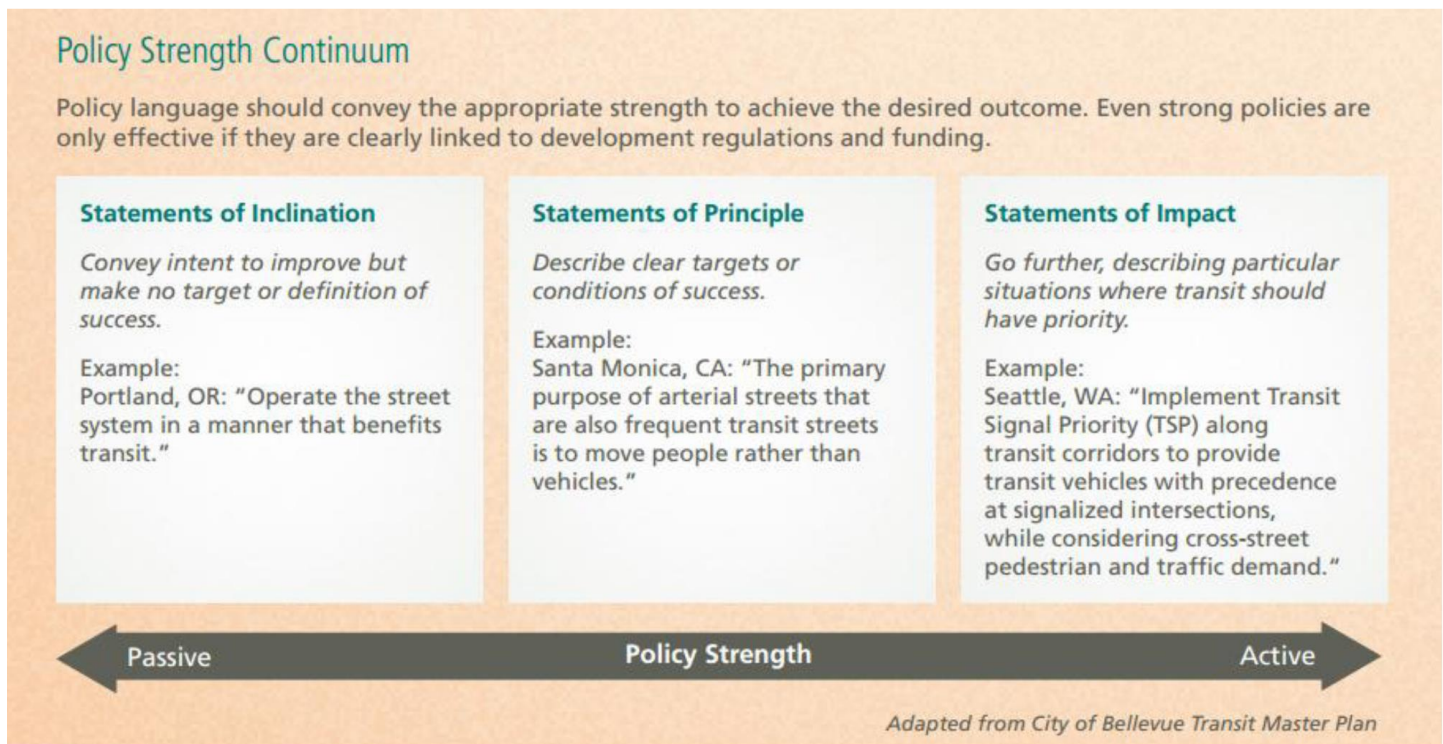 Policy Strength Continuum
Policy language should convey the appropriate strength to achieve the desired outcome. Even strong policies are
only effective if they are clearly linked to development regulations and funding.
Statements of Inclination
Convey intent to improve but
make no target or definition of
success.
Example:
Portland, OR: “Operate the street
system in a manner that benefits
transit.”
Statements of Principle
Describe clear targets or
conditions of success.
Example:
Santa Monica, CA: “The primary
purpose of arterial streets that
are also frequent transit streets
is to move people rather than
vehicles.”
Statements of Impact
Go further, describing particular
situations where transit should
have priority.
Example:
Seattle, WA: “Implement Transit
Signal Priority (TSP) along
transit corridors to provide
transit vehicles with precedence
at signalized intersections,
while considering cross-street
pedestrian and traffic demand.”
Passive
Policy Strength
Active
Adapted from City of Bellevue Transit Master Plan